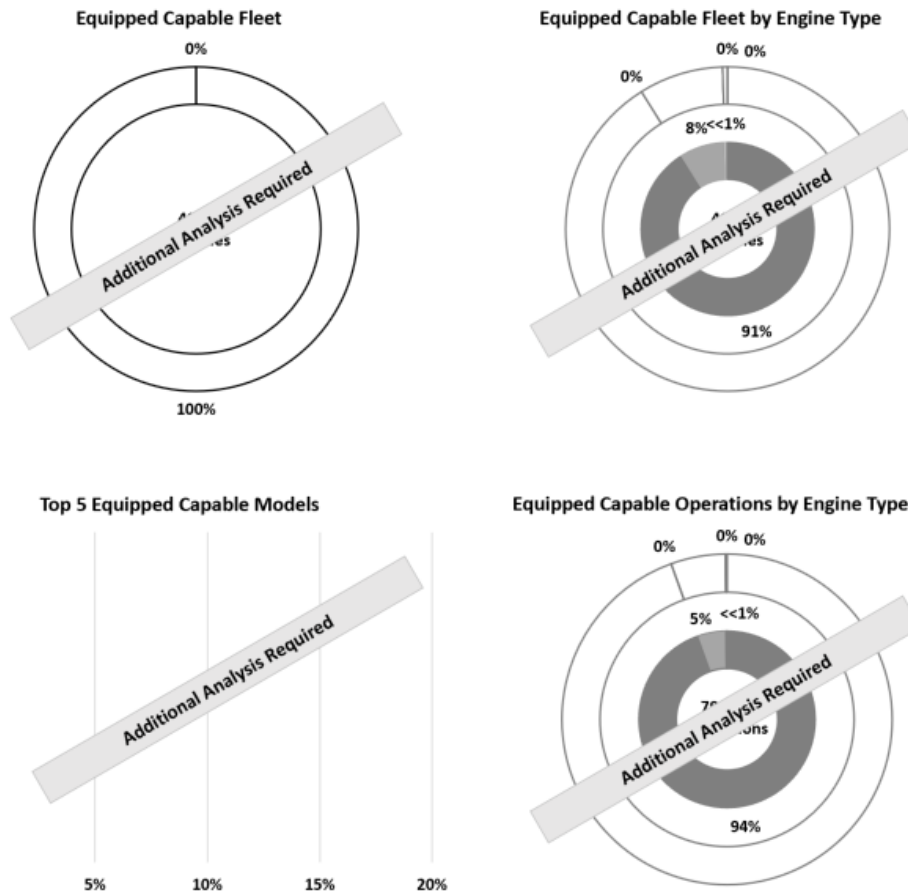 Equipped Capable Fleet
0%
Additional Analysis Required
100%
Equipped Capable Fleet by Engine Type
0%
0%
0%
8%
<<1%
Additional Analysis Required
91%
Top 5 Equipped Capable Models
Additional Analysis Required
5%
10%
15%
20%
Equipped Capable Operations by Engine Type
0%
0%
0%
5%
<<1%
Additional Analysis Required
94%